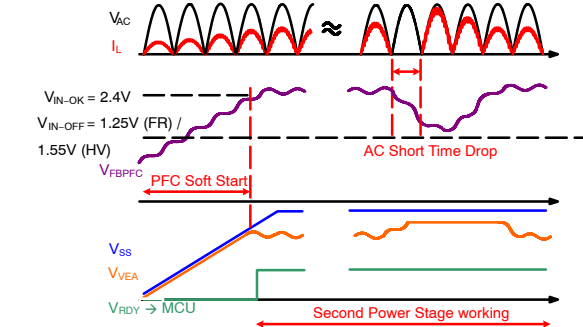 VAC
IL
VIN-OK = 2.4V
VIN-OFF = 1.25V (FR) /
1.55V (HV)
AC Short Time Drop
VFBPFC
PFC Soft Start
VSS
VVEA
VRDY → MCU
Second Power Stage working